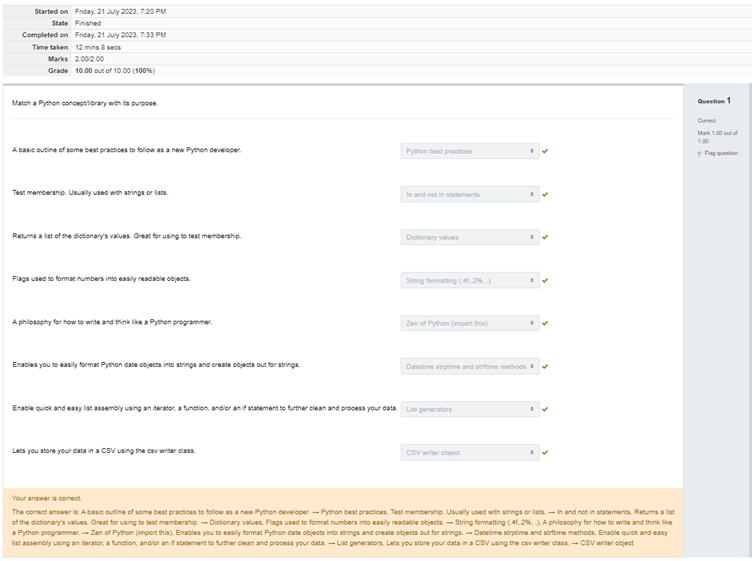 Started on Friday, 21 July 2023, 7:20 PM
State Finished
Completed on Friday, 21 July 2023, 7:33 PM
Time taken 12 mins 8 secs
Marks 2.00/2.00
Grade 10.00 out of 10.00 (100%)
Match a Python concept/library with its purpose.
A basic outline of some best practices to follow as a new Python developer. Python best practices
Test membership. Usually used with strings or lists. In and not in statements
Returns a list of the dictionary's values. Great for using to test membership. Dictionary values
Flags used to format numbers into easily readable objects. String formatting (.4f,.2%, ,.)
A philosophy for how to write and think like a Python programmer. Zen of Python (import this)
Enables you to easily format Python date objects into strings and create objects out for strings. Datetime strptime and strftime methods
Enable quick and easy list assembly using an iterator, a function, and/or an if statement to further clean and process your data. List generators
Lets you store your data in a CSV using the csv writer class. CSV writer object
Your answer is correct.
The correct answer is: A basic outline of some best practices to follow as a new Python developer. → Python best practices, Test membership. Usually used with strings or lists. → In and not in statements, Returns a list
of the dictionary's values. Great for using to test membership. → Dictionary values, Flags used to format numbers into easily readable objects. → String formatting (.4f,.2%, ,.), A philosophy for how to write and think like
a Python programmer. → Zen of Python (import this), Enables you to easily format Python date objects into strings and create objects out for strings. → Datetime strptime and strftime methods, Enable quick and easy
list assembly using an iterator, a function, and/or an if statement to further clean and process your data. → List generators, Lets you store your data in a CSV using the csv writer class. → CSV writer object
Question 1
Correct
Mark 1.00 out of
1.00
Flag question